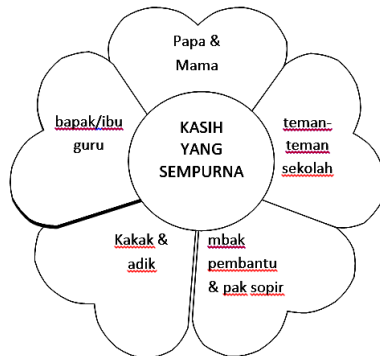 Papa &
Mama
bapak/ibu
guru
KASIH
YANG
SEMPURNA
teman-
teman
sekolah
Kakak &
adik
mbak
pembantu
& pak sopir